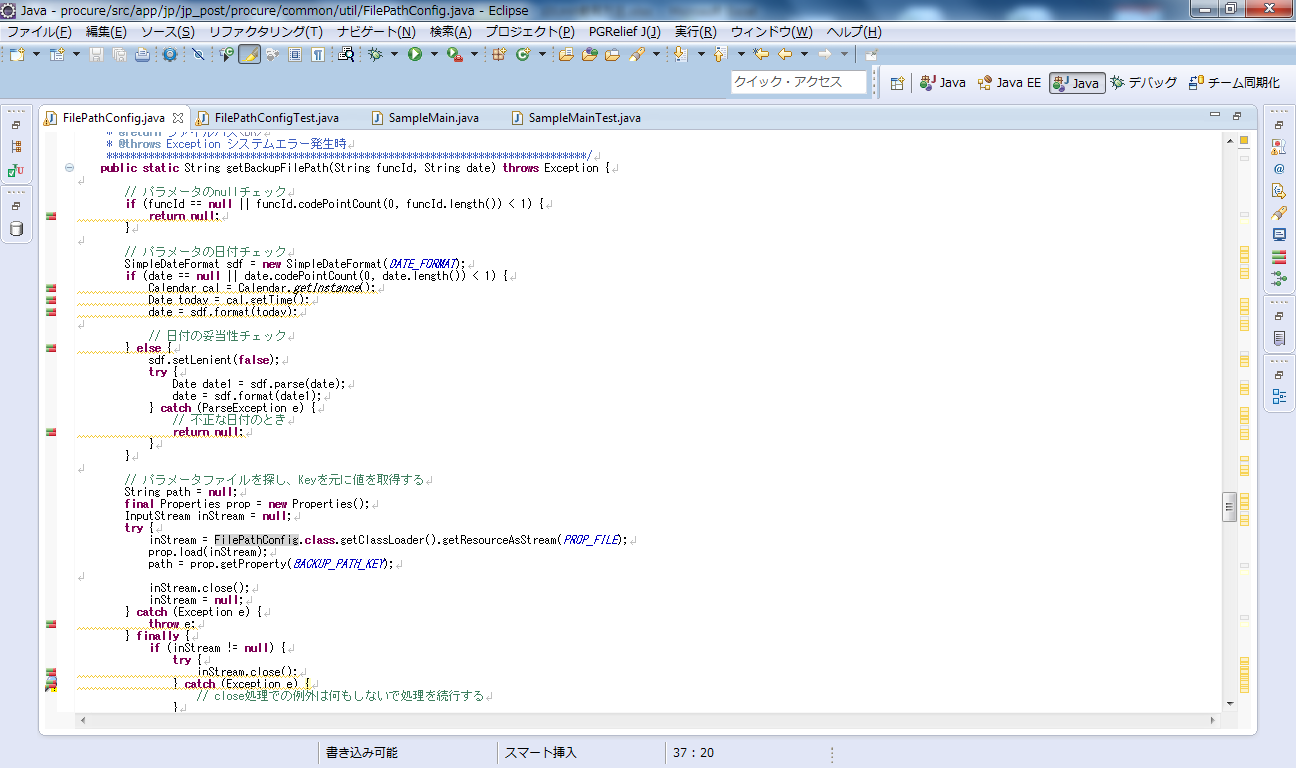 Java - procure/src/app/jp/jp_post/procure/common/util/FilePathConfig.java - Eclipse
ファイル(F) 編集(E) ソース(S) リファクタリング(T) ナビゲート(N) 検索(A) プロジェクト(P) PGRelief J(J) 実行(R) ウィンドウ(W) ヘルプ(H)
クイック・アクセス Java Java EE Java デバッグ チーム同期化
FilePathConfig.java FilePathConfigTest.java SampleMain.java SampleMainTest.java
* @return ファイルパス<br/>
* @throws Exception システムエラー発生時
public static String getBackupFilePath(String funcId, String date) throws Exception {
// パラメータのnullチェック
if (funcId == null || funcId.codePointCount(0, funcId.length()) < 1) {
return null;
}
// パラメータの日付チェック
SimpleDateFormat sdf = new SimpleDateFormat(DATE_FORMAT);
if (date == null || date.codePointCount(0, date.length()) < 1) {
Calendar cal = Calendar.getInstance();
Date today = cal.getTime();
date = sdf.format(today);
// 日付の妥当性チェック
} else {
sdf.setLenient(false);
try {
Date date1 = sdf.parse(date);
date = sdf.format(date1);
} catch (ParseException e) {
// 不正な日付のとき
return null;
}
}
// パラメータファイルを探し、Keyを元に値を取得する
String path = null;
final Properties prop = new Properties();
InputStream inStream = null;
try {
inStream = FilePathConfig.class.getClassLoader().getResourceAsStream(PROP_FILE);
prop.load(inStream);
path = prop.getProperty(BACKUP_PATH_KEY);
inStream.close();
inStream = null;
} catch (Exception e) {
throw e;
} finally {
if (inStream != null) {
try {
inStream.close();
} catch (Exception e) {
// close処理での例外は何もしないで処理を続行する
}
書き込み可能 スマート挿入 37 : 20